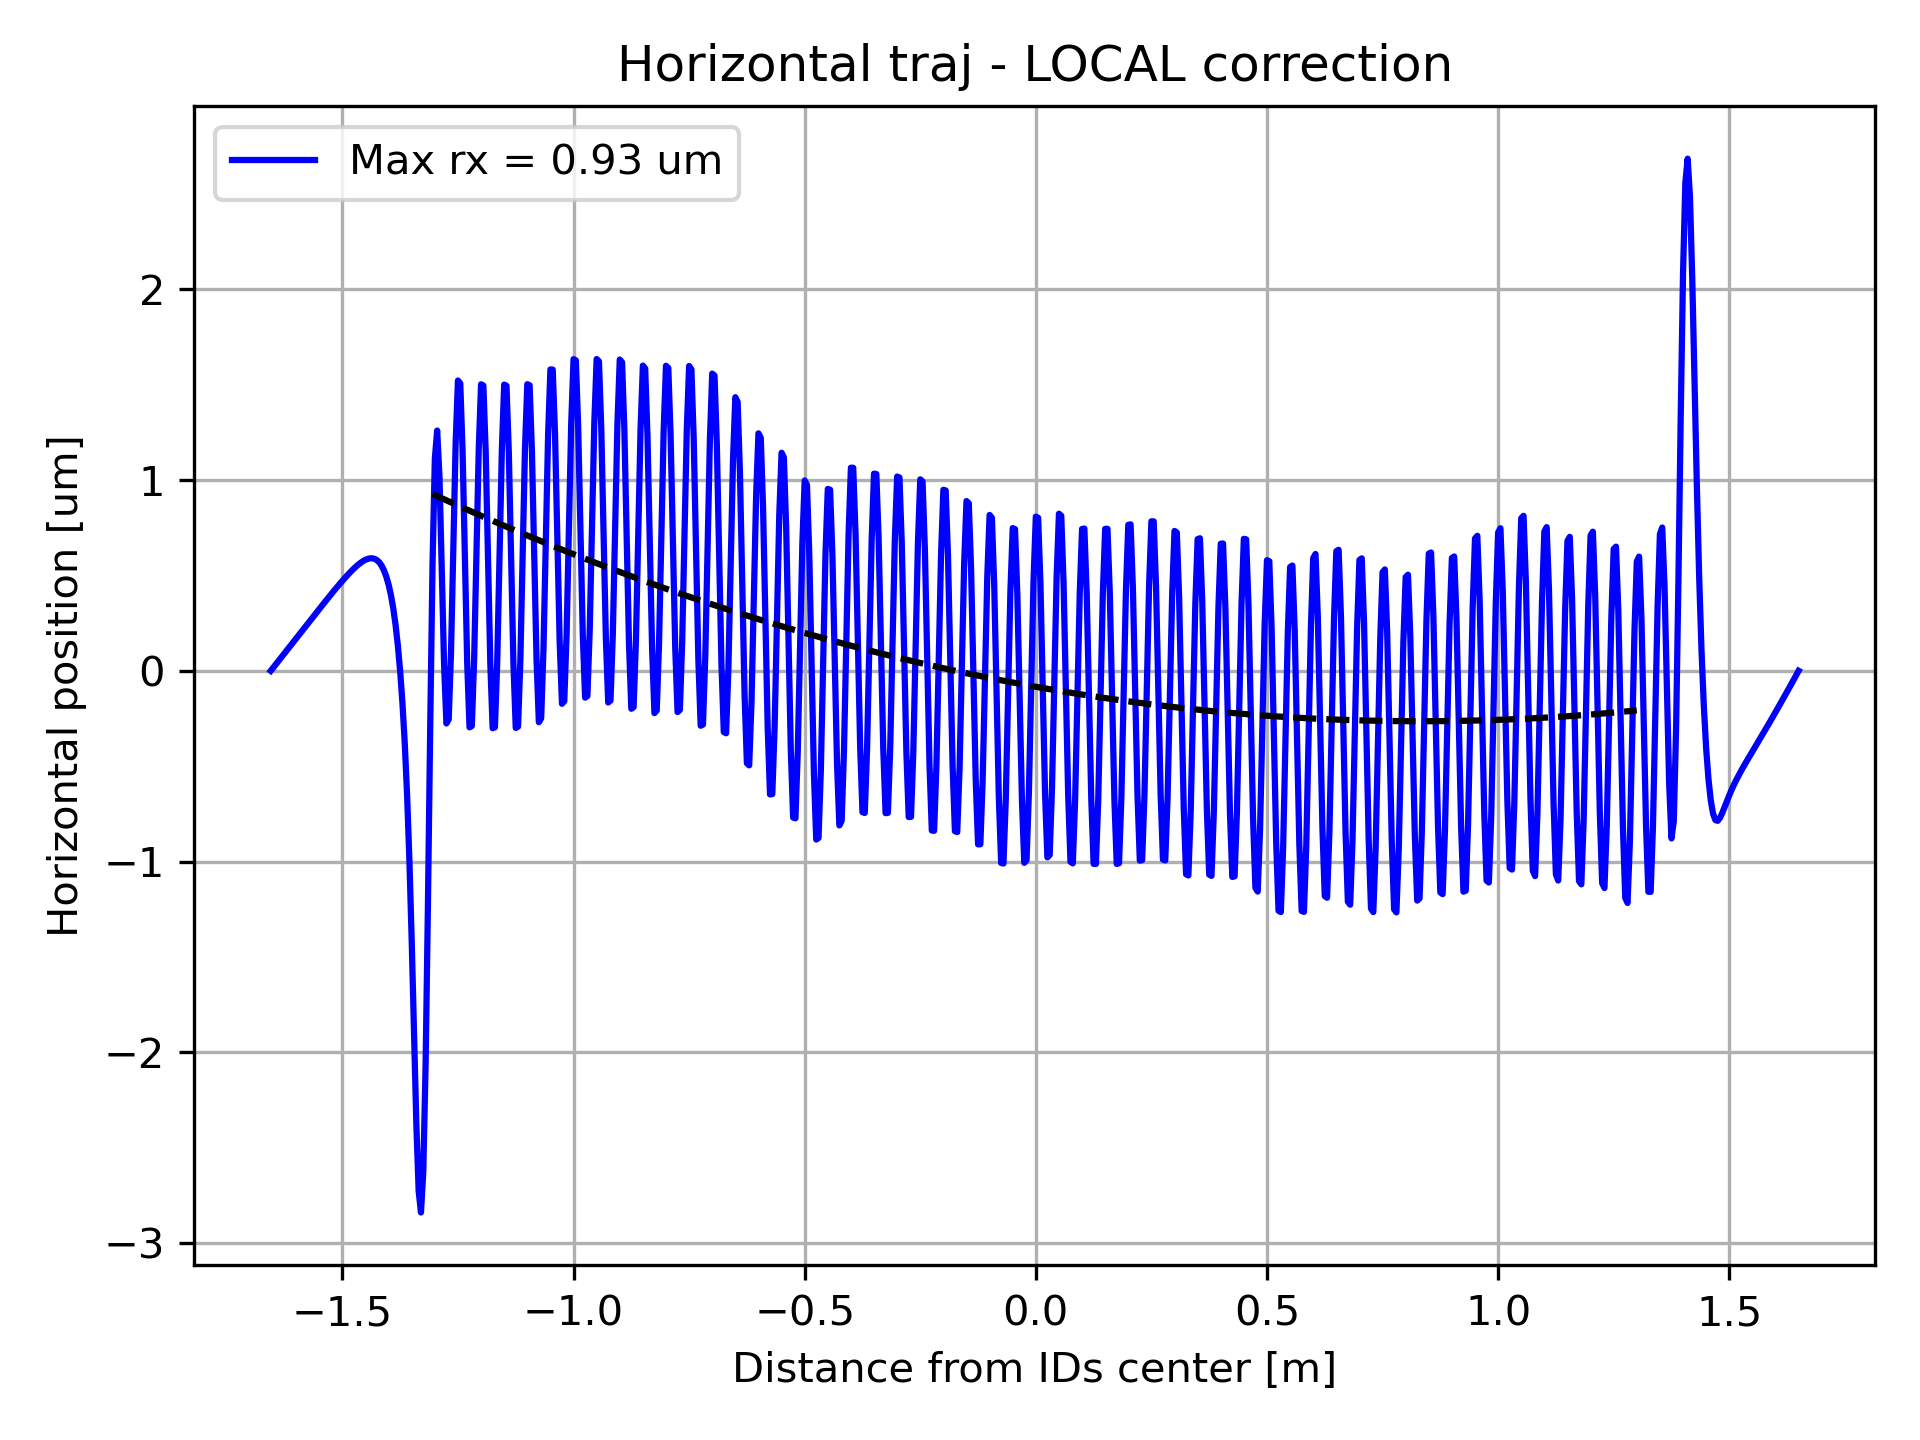 Horizontal traj - LOCAL correction
Max rx = 0.93 um
Horizontal position [um]
2
1
0
−1
−2
−3
−1.5 −1.0 −0.5 0.0 0.5 1.0 1.5
Distance from IDs center [m]